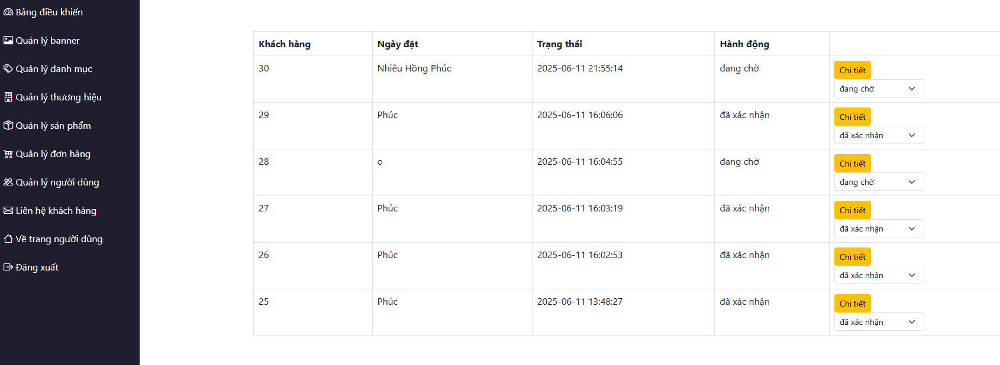 Bảng điều khiển
Quản lý banner
Quản lý danh mục
Quản lý thương hiệu
Quản lý sản phẩm
Quản lý đơn hàng
Quản lý người dùng
Liên hệ khách hàng
Về trang người dùng
Đăng xuất
Khách hàng Ngày đặt Trạng thái Hành động
30 Nhiêu Hồng Phúc 2025-06-11 21:55:14 đang chờ Chi tiết
đang chờ
29 Phúc 2025-06-11 16:06:06 đã xác nhận Chi tiết
đã xác nhận
28 o 2025-06-11 16:04:55 đang chờ Chi tiết
đang chờ
27 Phúc 2025-06-11 16:03:19 đã xác nhận Chi tiết
đã xác nhận
26 Phúc 2025-06-11 16:02:53 đã xác nhận Chi tiết
đã xác nhận
25 Phúc 2025-06-11 13:48:27 đã xác nhận Chi tiết
đã xác nhận